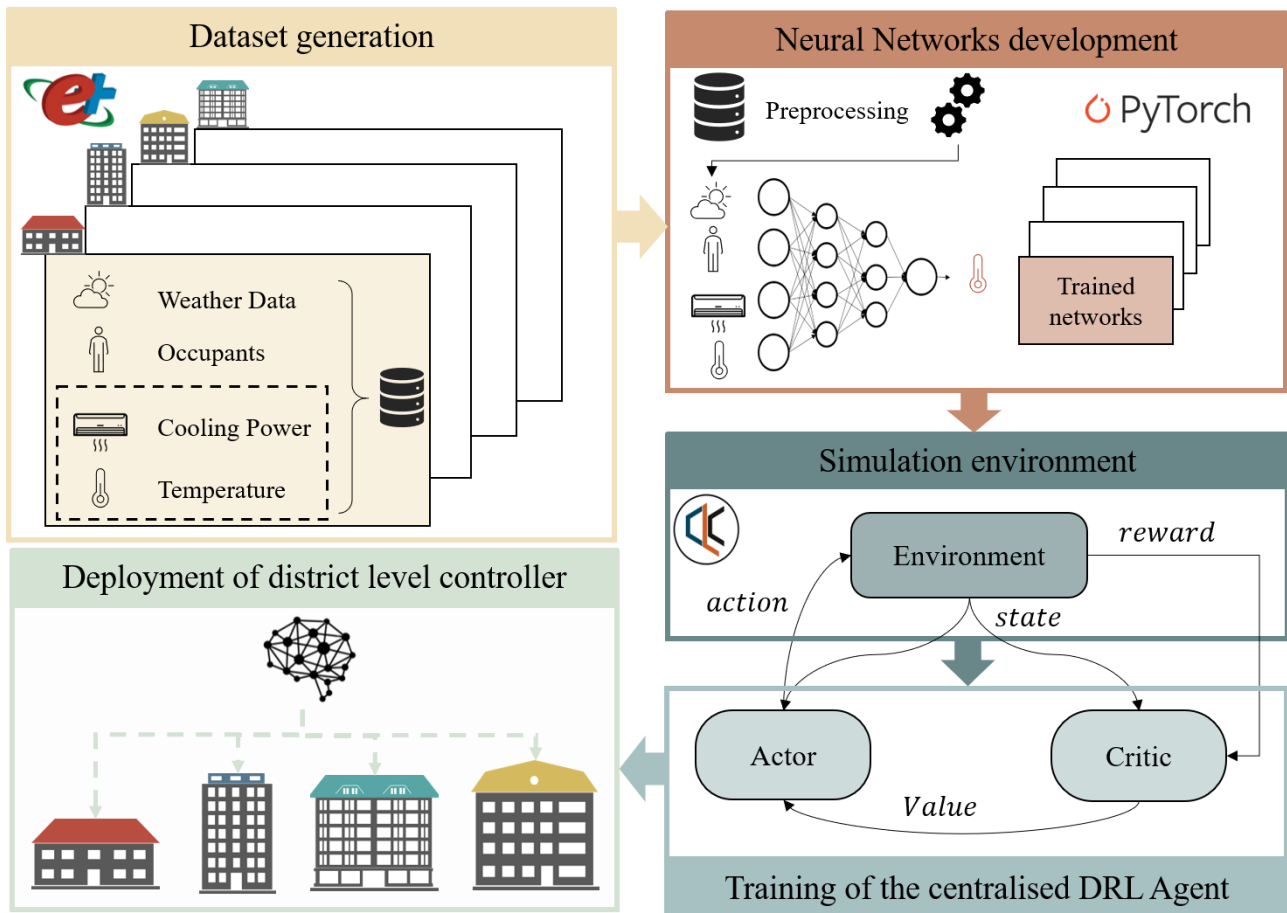 Dataset generation
e+
Weather Data
Occupants
Cooling Power
Temperature
Neural Networks development
Preprocessing
PyTorch
Trained
networks
Simulation environment
Environment
reward
action
state
Actor
Critic
Value
Training of the centralised DRL Agent
Deployment of district level controller